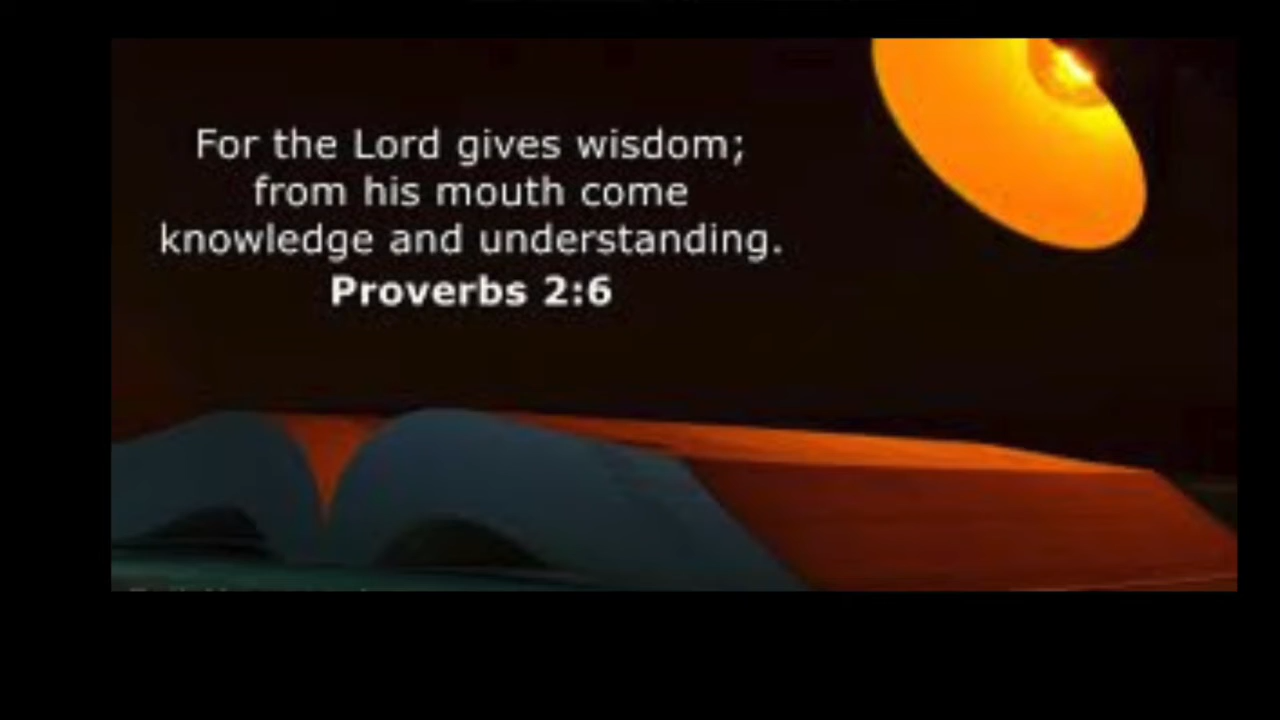 For the Lord gives wisdom;
from his mouth come
knowledge and understanding.
Proverbs 2:6